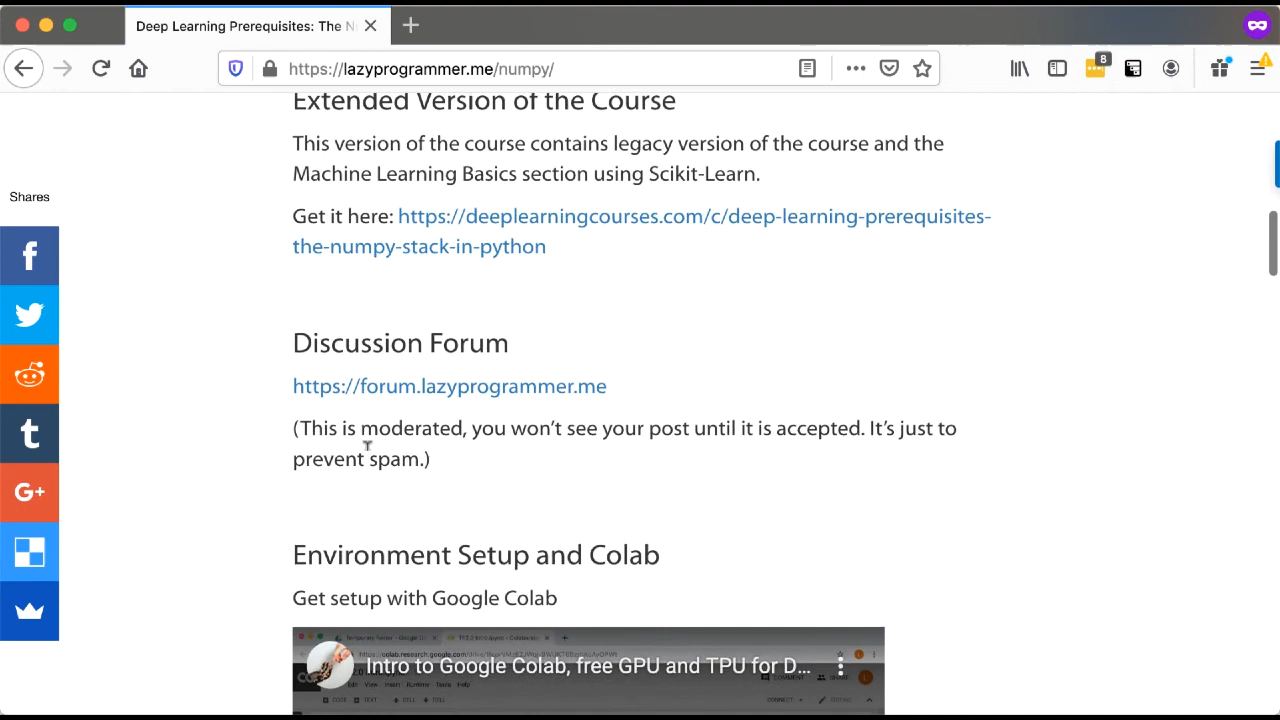 Deep Learning Prerequisites: The N
https://lazyprogrammer.me/numpy/
8
Extended Version of the Course
This version of the course contains legacy version of the course and the
Machine Learning Basics section using Scikit-Learn.
Get it here: https://deeplearningcourses.com/c/deep-learning-prerequisites-
the-numpy-stack-in-python
Shares
Discussion Forum
https://forum.lazyprogrammer.me
(This is moderated, you won't see your post until it is accepted. It's just to
prevent spam.)
Environment Setup and Colab
Get setup with Google Colab
Intro to Google Colab, free GPU and TPU for D...